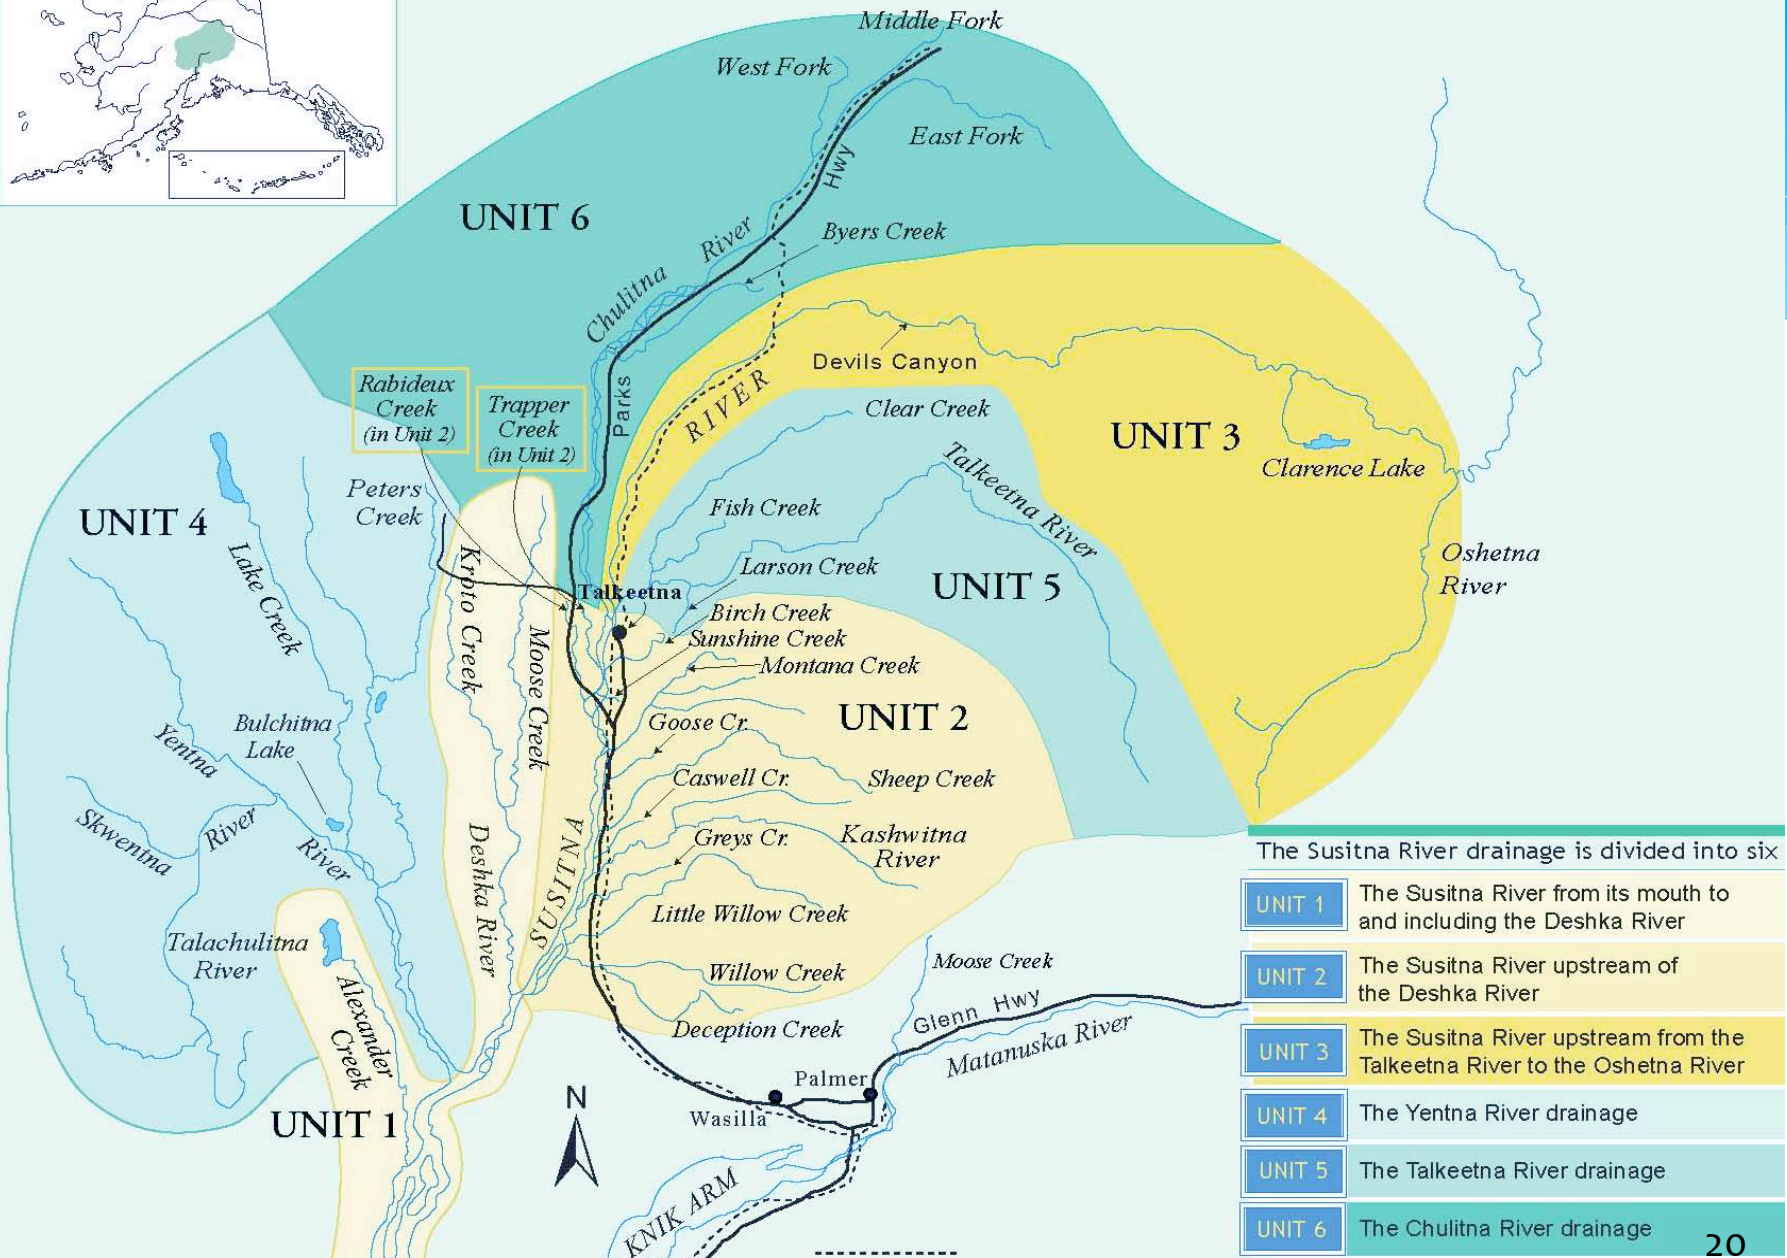 Middle Fork
West Fork
East Fork
Hwy
UNIT 6
River
Byers Creek
Chulitna
Devils Canyon
Rabideux
Creek
(in Unit 2)
Trapper
Creek
(in Unit 2)
Parks
RIVER
Clear Creek
UNIT 3
Clarence Lake
Talkeetna River
Peters
Creek
UNIT 4
Fish Creek
Lake Creek
Kroto Creek
Larson Creek
Oshetna
River
UNIT 5
Talkeetna
Birch Creek
Sunshine Creek
Moose Creek
Montana Creek
Bulchitna
Lake
Goose Cr.
UNIT 2
Yentna
River
Caswell Cr.
Sheep Creek
Skwentna
River
Greys Cr.
Kashwitna
River
Deshka River
SUSITNA
Little Willow Creek
Talachulitna
River
Willow Creek
Moose Creek
Alexander
Creek
Deception Creek
Glenn Hwy
Matanuska River
UNIT 1
N
Palmer
Wasilla
KNIK ARM
The Susitna River drainage is divided into six
UNIT 1
The Susitna River from its mouth to
and including the Deshka River
UNIT 2
The Susitna River upstream of
the Deshka River
UNIT 3
The Susitna River upstream from the
Talkeetna River to the Oshetna River
UNIT 4
The Yentna River drainage
UNIT 5
The Talkeetna River drainage
UNIT 6
The Chulitna River drainage
20